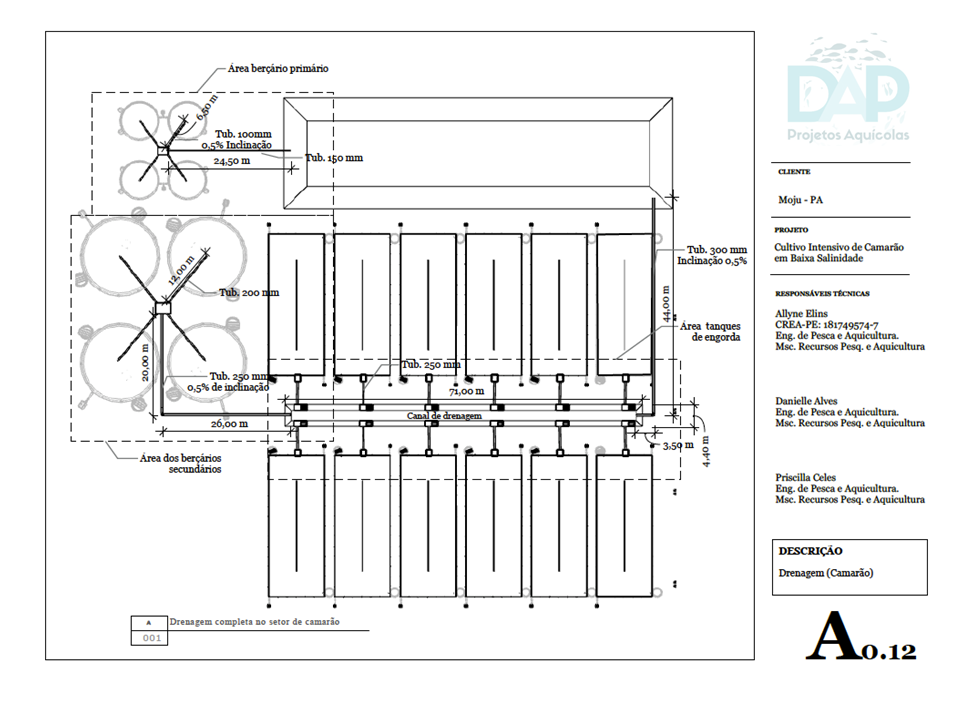 Área berçário primário
6,50 m
Tub. 100mm
0,5% Inclinação
24,50 m
Tub. 150 mm
12,00 m
Tub. 200 mm
Tub. 300 mm
Inclinação 0,5%
44,00 m
Área tanques
de engorda
20,00 m
Tub. 250 mm
0,5% de inclinação
Tub. 250 mm
71,00 m
Canal de drenagem
26,00 m
3,50 m
4,40 m
Área dos berçários
secundários
A
001
Drenagem completa no setor de camarão
DAP
Projetos Aquícolas
CLIENTE
Moju - PA
PROJETO
Cultivo Intensivo de Camarão
em Baixa Salinidade
RESPONSÁVEIS TÉCNICAS
Allyne Elins
CREA-PE: 181749574-7
Eng. de Pesca e Aquicultura.
Msc. Recursos Pesq. e Aquicultura
Danielle Alves
Eng. de Pesca e Aquicultura.
Msc. Recursos Pesq. e Aquicultura
Priscilla Celes
Eng. de Pesca e Aquicultura.
Msc. Recursos Pesq. e Aquicultura
DESCRIÇÃO
Drenagem (Camarão)
A0.12